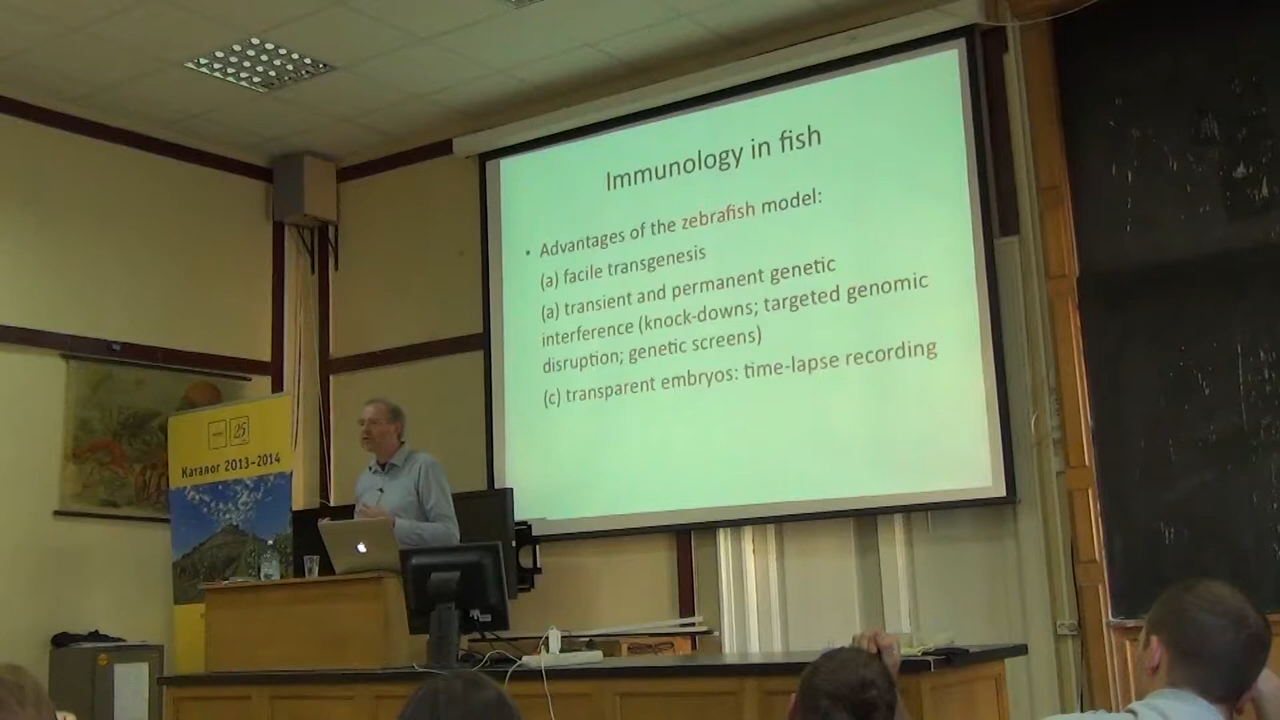 Immunology in fish
• Advantages of the zebrafish model:
(a) facile transgenesis
(a) transient and permanent genetic
interference (knock-downs; targeted genomic
disruption; genetic screens)
(c) transparent embryos: time-lapse recording
25
Каталог 2013-2014